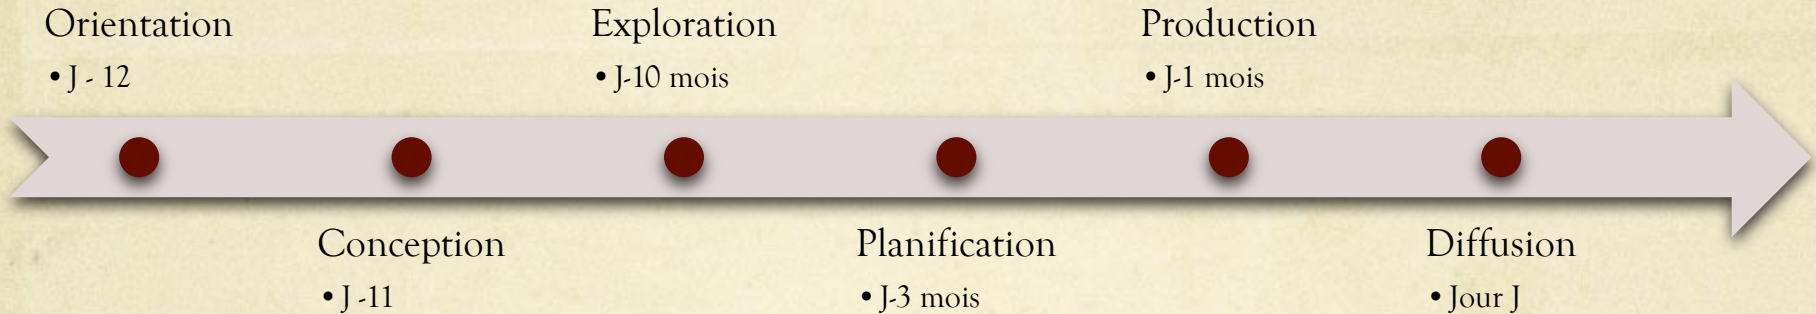 Orientation
• J - 12
Conception
• J -11
Exploration
• J-10 mois
Planification
• J-3 mois
Production
• J-1 mois
Diffusion
• Jour J